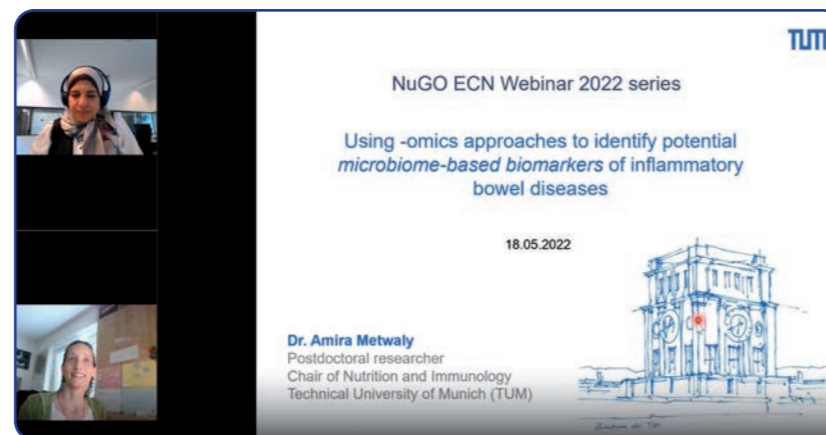 TUM
NuGO ECN Webinar 2022 series
Using -omics approaches to identify potential
microbiome-based biomarkers of inflammatory
bowel diseases
18.05.2022
Dr. Amira Metwaly
Postdoctoral researcher
Chair of Nutrition and Immunology
Technical University of Munich (TUM)